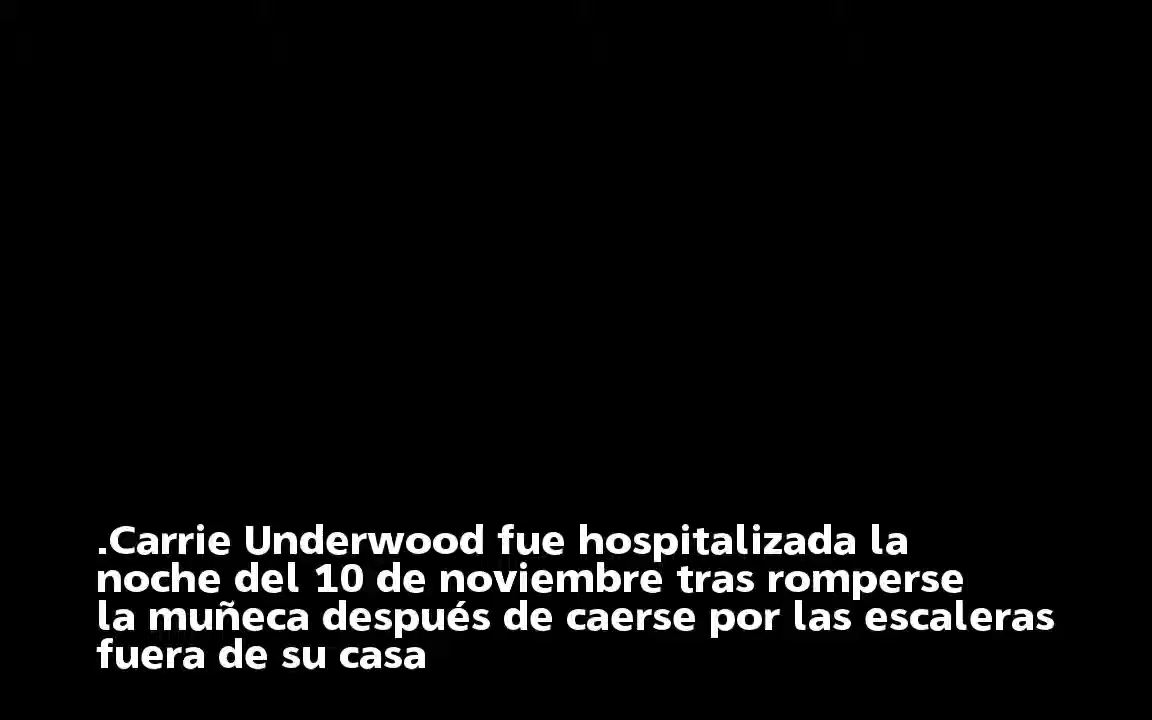 .Carrie Underwood fue hospitalizada la
noche del 10 de noviembre tras romperse
la muñeca después de caerse por las escaleras
fuera de su casa